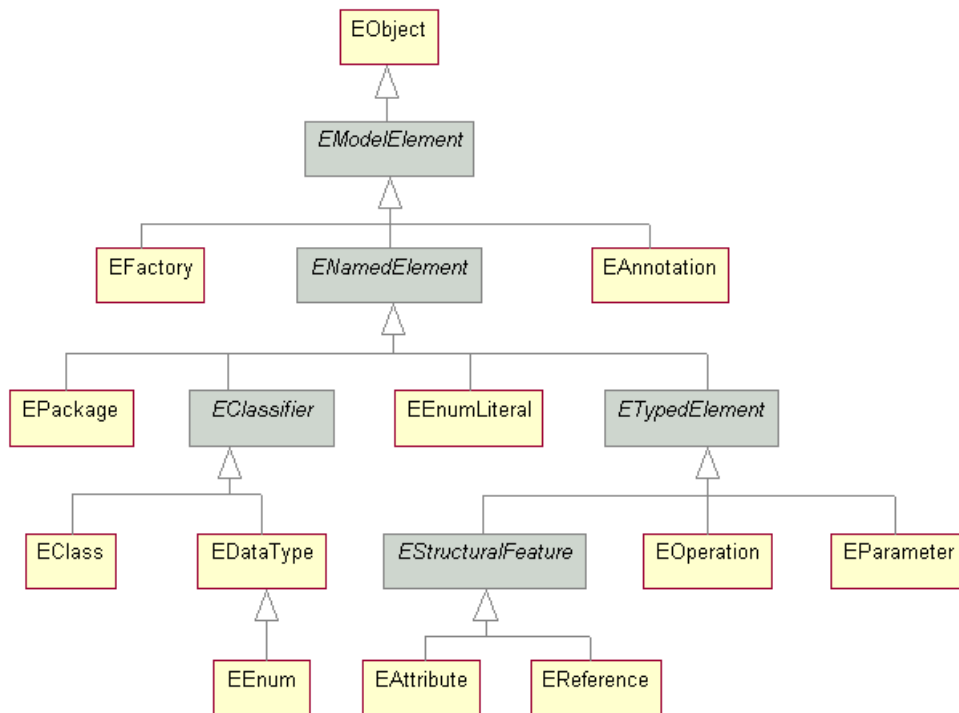 EObject
EModelElement
EFactory
ENamedElement
EAnnotation
EPackage
EClassifier
EEnumLiteral
ETypedElement
EClass
EDataType
EStructuralFeature
EOperation
EParameter
EEnum
EAttribute
EReference